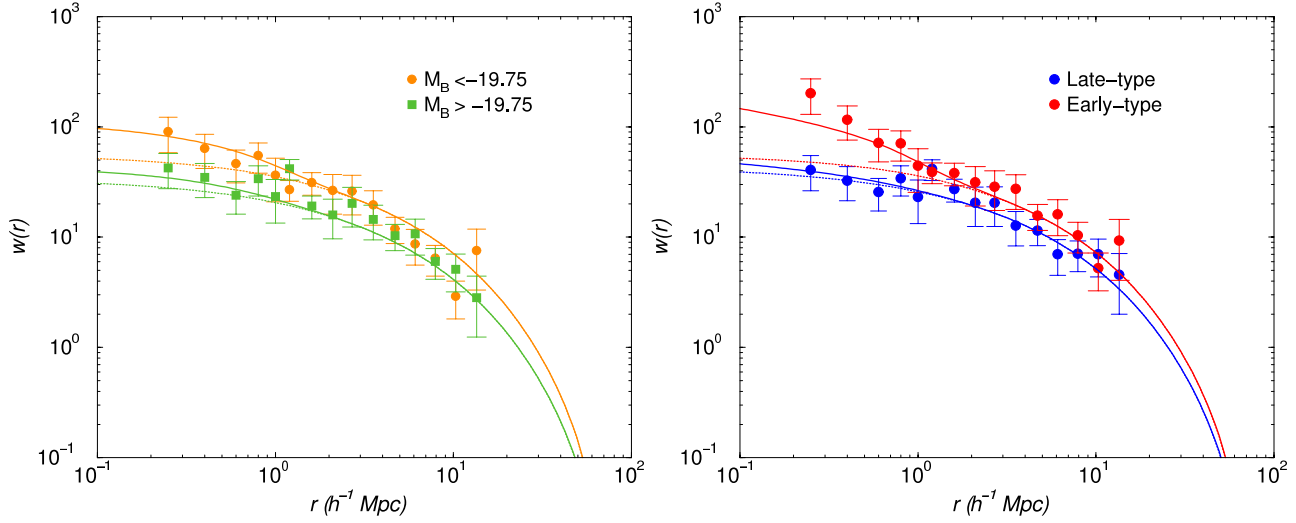 10³
10²
10¹
10⁰
10⁻¹
w(r)
M_B <−19.75
M_B > −19.75
10⁻¹ 10⁰ 10¹ 10²
r (h⁻¹ Mpc)
10³
10²
10¹
10⁰
10⁻¹
w(r)
Late−type
Early−type
10⁻¹ 10⁰ 10¹ 10²
r (h⁻¹ Mpc)